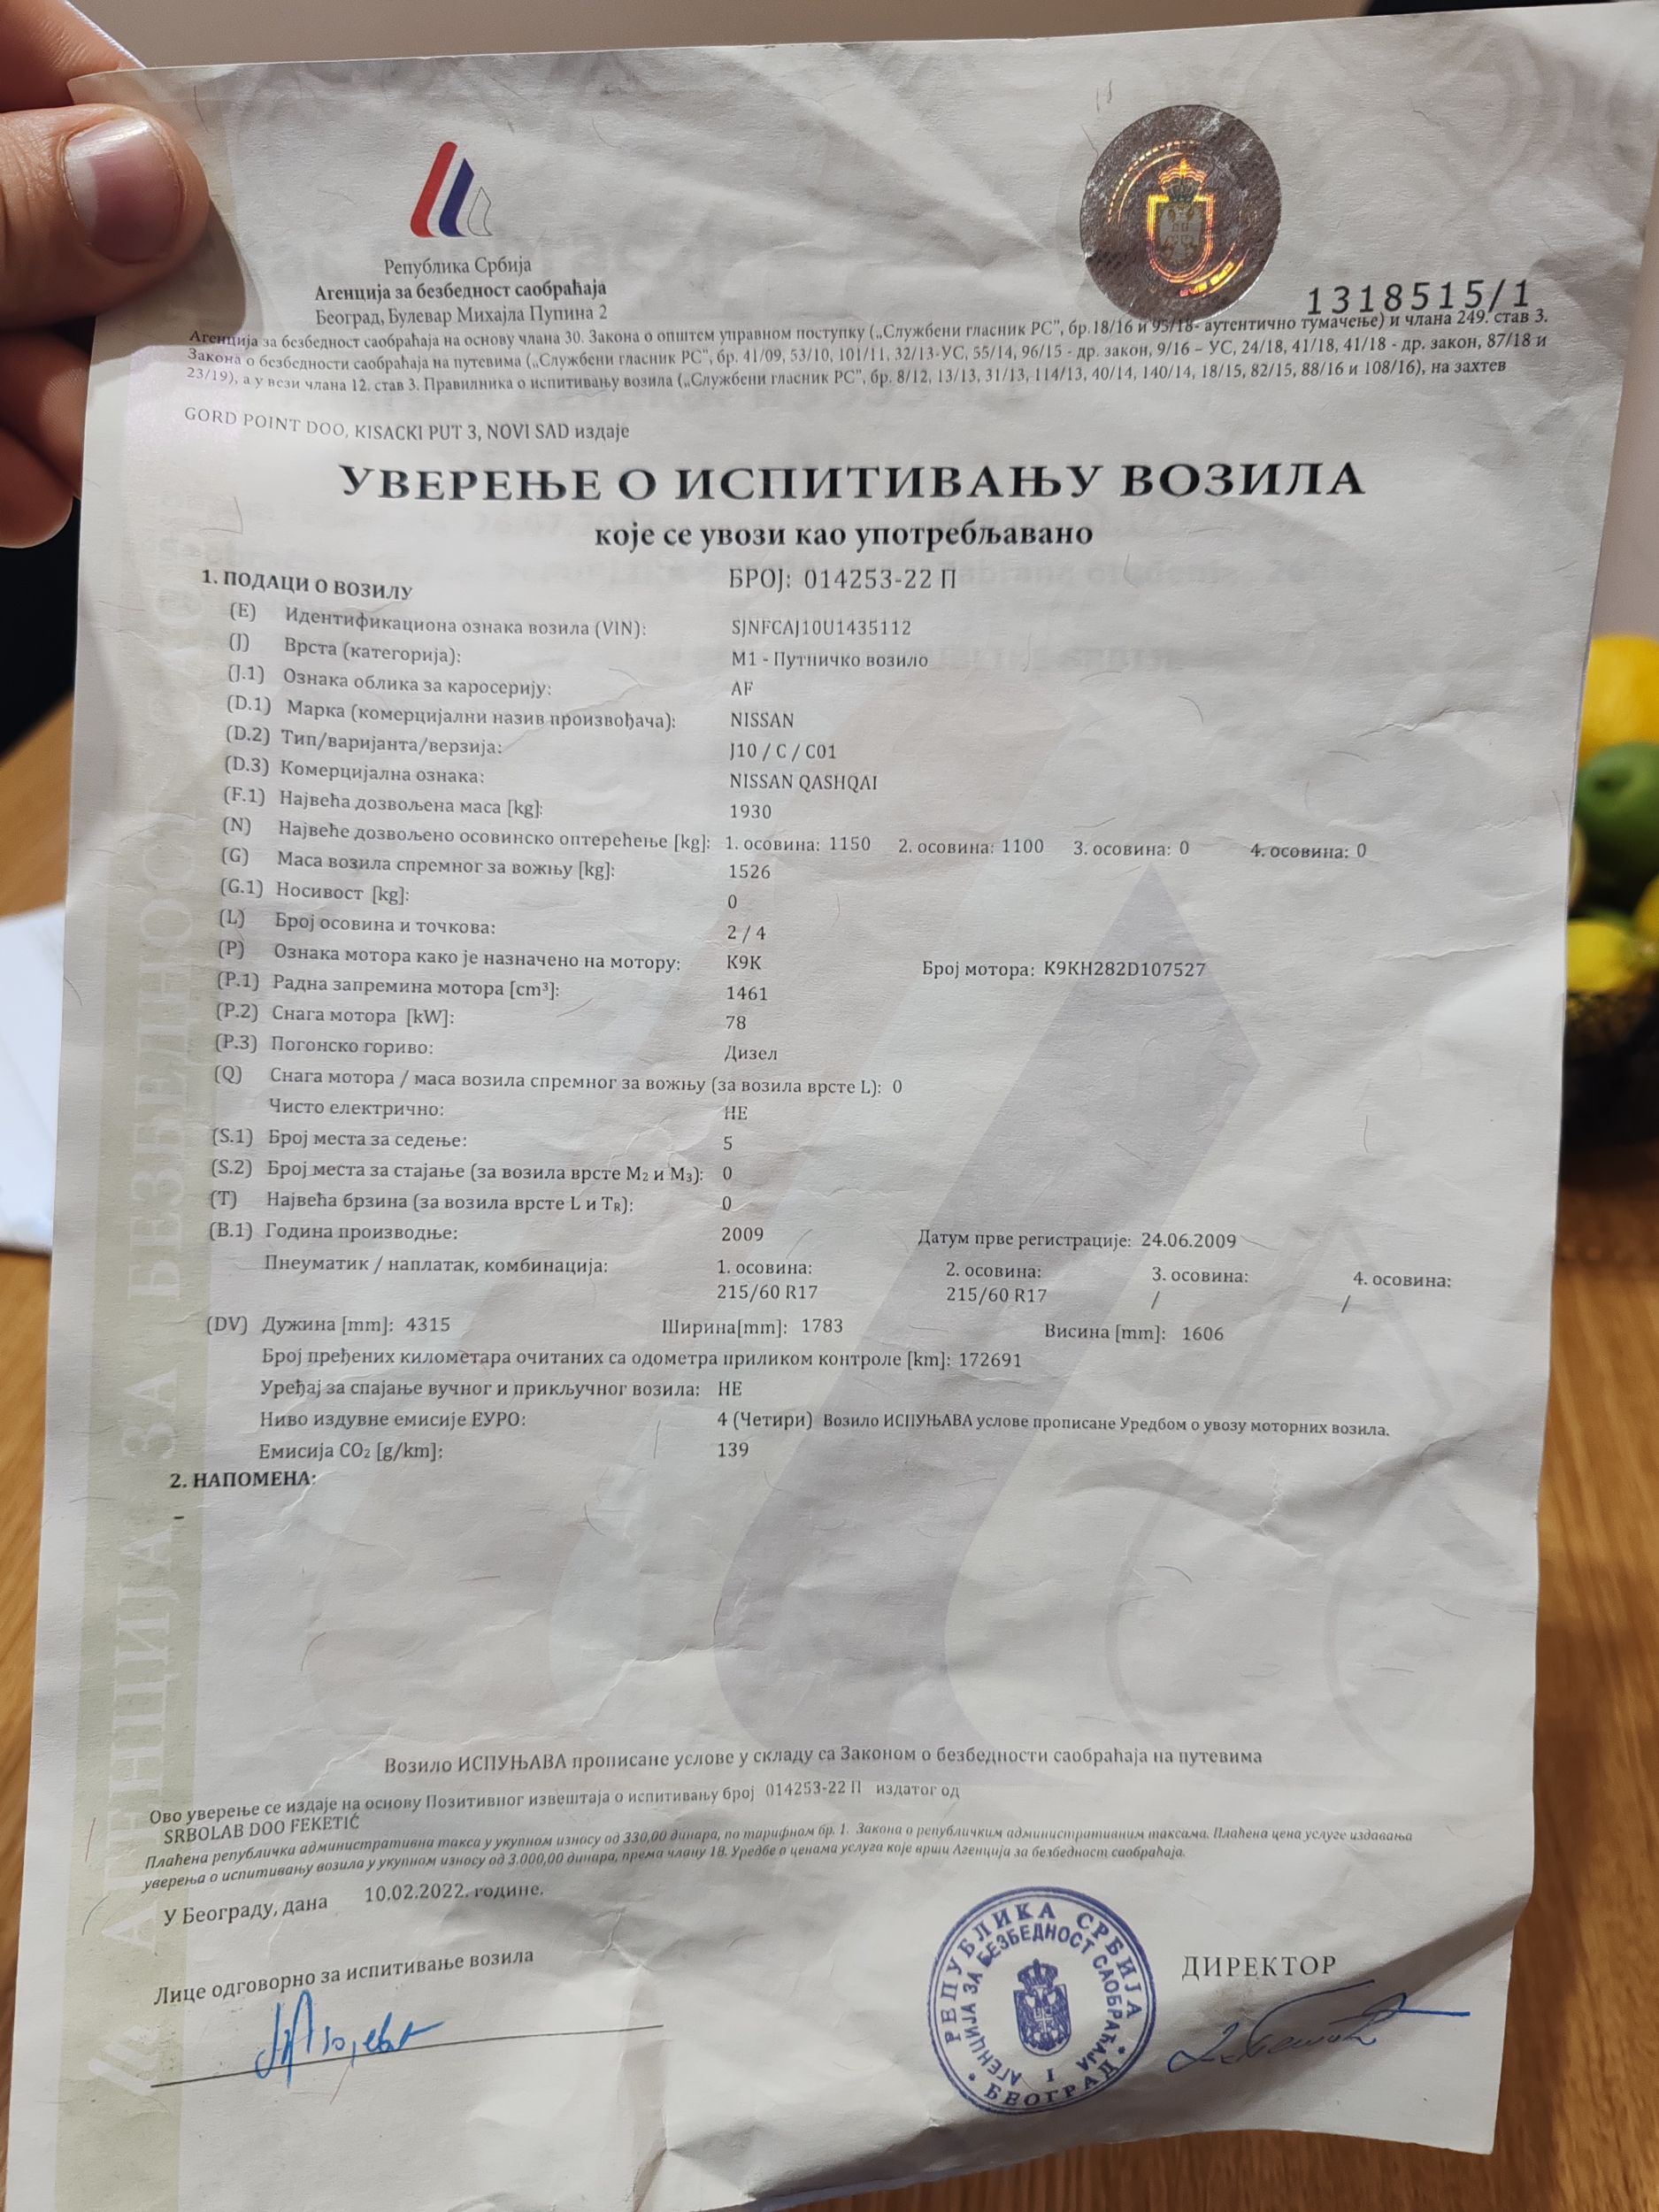 1318515/1
Република Србија
Агенција за безбедност саобраћаја
Београд, Булевар Михајла Пупина 2
Агенција за безбедност саобраћаја на основу члана 30. Закона о општем управном поступку („Службени гласник РС", бр.18/16 и 95/18- аутентично тумачење) и члана 249. став 3.
Закона о безбедности саобраћаја на путевима („Службени гласник РС", бр. 41/09, 53/10, 101/11, 32/13-УС, 55/14, 96/15 - др. закон, 9/16 – УС, 24/18, 41/18, 41/18 - др. закон, 87/18 и
23/19), а у вези члана 12. став 3. Правилника о испитивању возила („Службени гласник РС", бр. 8/12, 13/13, 31/13, 114/13, 40/14, 140/14, 18/15, 82/15, 88/16 и 108/16), на захтев
GORD POINT DOO, KISACKI PUT 3, NOVI SAD издаје
УВЕРЕЊЕ О ИСПИТИВАЊУ ВОЗИЛА
које се увози као употребљавано
1. ПОДАЦИ О ВОЗИЛУ БРОЈ: 014253-22 П
(E) Идентификациона ознака возила (VIN): SJNFCAJ10U1435112
(J) Врста (категорија): М1 - Путничко возило
(J.1) Ознака облика за каросерију: AF
(D.1) Марка (комерцијални назив произвођача): NISSAN
(D.2) Тип/варијанта/верзија: J10 / C / C01
(D.3) Комерцијална ознака: NISSAN QASHQAI
(F.1) Највећа дозвољена маса [kg]: 1930
(N) Највеће дозвољено осовинско оптерећење [kg]: 1. осовина: 1150 2. осовина: 1100 3. осовина: 0 4. осовина: 0
(G) Маса возила спремног за вожњу [kg]: 1526
(G.1) Носивост [kg]: 0
(L) Број осовина и точкова: 2 / 4
(P) Ознака мотора како је назначено на мотору: K9K Број мотора: K9KH282D107527
(P.1) Радна запремина мотора [cm³]: 1461
(P.2) Снага мотора [kW]: 78
(P.3) Погонско гориво: Дизел
(Q) Снага мотора / маса возила спремног за вожњу (за возила врсте L): 0
Чисто електрично: НЕ
(S.1) Број места за седење: 5
(S.2) Број места за стајање (за возила врсте M₂ и M₃): 0
(T) Највећа брзина (за возила врсте L и Tʀ): 0
(B.1) Година производње: 2009 Датум прве регистрације: 24.06.2009
Пнеуматик / наплатак, комбинација: 1. осовина: 2. осовина: 3. осовина: 4. осовина:
215/60 R17 215/60 R17 / /
(DV) Дужина [mm]: 4315 Ширина[mm]: 1783 Висина [mm]: 1606
Број пређених километара очитаних са одометра приликом контроле [km]: 172691
Уређај за спајање вучног и прикључног возила: НЕ
Ниво издувне емисије ЕУРО: 4 (Четири) Возило ИСПУЊАВА услове прописане Уредбом о увозу моторних возила.
Емисија CO₂ [g/km]: 139
2. НАПОМЕНА:
-
Возило ИСПУЊАВА прописане услове у складу са Законом о безбедности саобраћаја на путевима
Ово уверење се издаје на основу Позитивног извештаја о испитивању број 014253-22 П издатог од
SRBOLAB DOO FEKETIĆ
Плаћена републичка административна такса у укупном износу од 330,00 динара, по тарифном бр. 1. Закона о републичким административним таксама. Плаћена цена услуге издавања
уверења о испитивању возила у укупном износу од 3.000,00 динара, према члану 18. Уредбе о ценама услуга које врши Агенција за безбедност саобраћаја.
У Београду, дана 10.02.2022. године.
Лице одговорно за испитивање возила
ДИРЕКТОР
РЕПУБЛИКА СРБИЈА
АГЕНЦИЈА ЗА БЕЗБЕДНОСТ САОБРАЋАЈА
I
БЕОГРАД
АГЕНЦИЈА ЗА БЕЗБЕДНОС